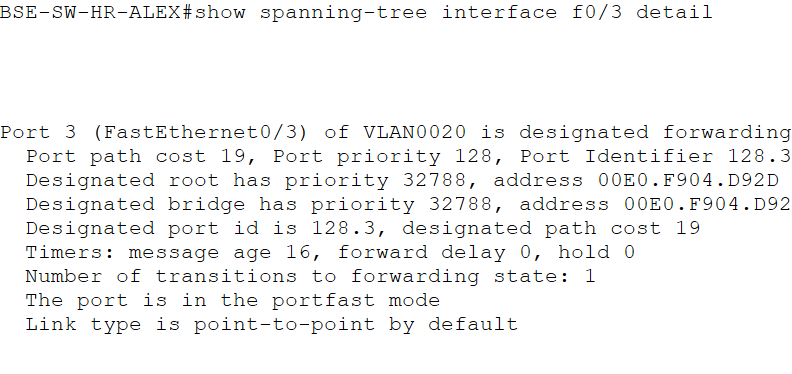 BSE-SW-HR-ALEX#show spanning-tree interface f0/3 detail
Port 3 (FastEthernet0/3) of VLAN0020 is designated forwarding
Port path cost 19, Port priority 128, Port Identifier 128.3
Designated root has priority 32788, address 00E0.F904.D92D
Designated bridge has priority 32788, address 00E0.F904.D92
Designated port id is 128.3, designated path cost 19
Timers: message age 16, forward delay 0, hold 0
Number of transitions to forwarding state: 1
The port is in the portfast mode
Link type is point-to-point by default